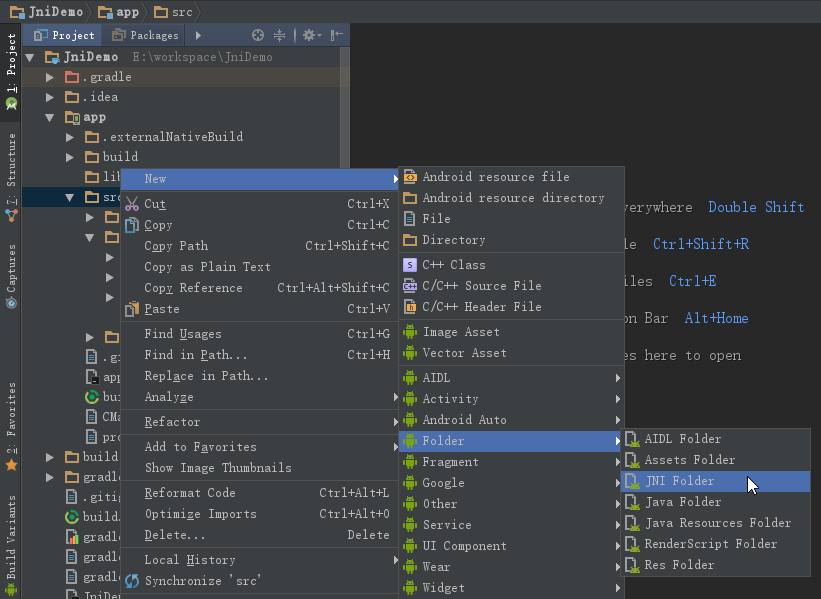 JniDemo app src
1: Project
7: Structure
Captures
2: Favorites
Build Variants
Project Packages
JniDemo E:\workspace\JniDemo
.gradle
.idea
app
.externalNativeBuild
build
lib
src
.gi
app
bui
CMa
pro
build
gradle
.gitig
build.
gradle
gradle
gradle
JniDem
New
Cut Ctrl+X
Copy Ctrl+C
Copy Path Ctrl+Shift+C
Copy as Plain Text
Copy Reference Ctrl+Alt+Shift+C
Paste Ctrl+V
Find Usages Ctrl+G
Find in Path... Ctrl+H
Replace in Path...
Analyze
Refactor
Add to Favorites
Show Image Thumbnails
Reformat Code Ctrl+Alt+L
Optimize Imports Ctrl+Alt+O
Delete... Delete
Local History
Synchronize 'src'
Android resource file
Android resource directory
File
Directory
C++ Class
C/C++ Source File
C/C++ Header File
Image Asset
Vector Asset
AIDL
Activity
Android Auto
Folder
Fragment
Google
Other
Service
UI Component
Wear
Widget
AIDL Folder
Assets Folder
JNI Folder
Java Folder
Java Resources Folder
RenderScript Folder
Res Folder
verywhere Double Shift
le Ctrl+Shift+R
iles Ctrl+E
on Bar Alt+Home
es here to open